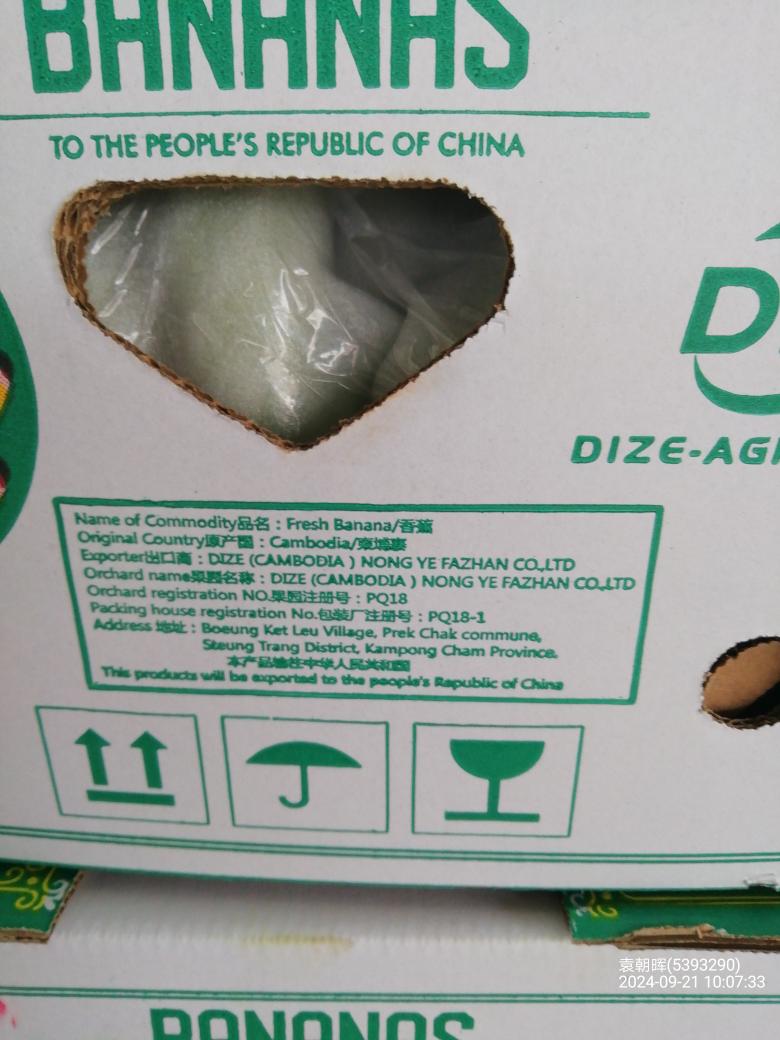 BANANAS
TO THE PEOPLE'S REPUBLIC OF CHINA
DIZE-AG
Name of Commodity品名：Fresh Banana/香蕉
Original Country原产国：Cambodia/柬埔寨
Exporter出口商：DIZE (CAMBODIA ) NONG YE FAZHAN CO.,LTD
Orchard name果园名称：DIZE (CAMBODIA ) NONG YE FAZHAN CO.,LTD
Orchard registration NO.果园注册号：PQ18
Packing house registration No.包装厂注册号：PQ18-1
Address 地址：Boeung Ket Leu Village, Prek Chak commune,
Steung Trang District, Kampong Cham Province.
本产品输往中华人民共和国
This products will be exported to the people's Republic of China
袁朝晖(5393290)
2024-09-21 10:07:33
BANANAS